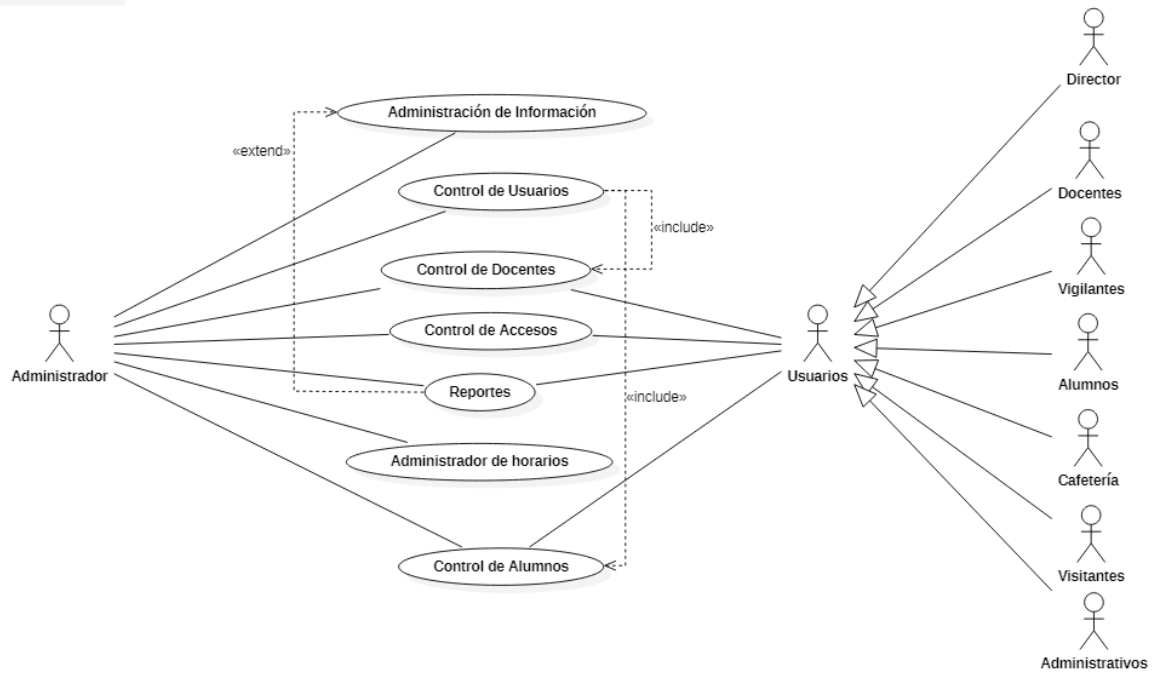 Director
Administración de Información
«extend»
Docentes
Control de Usuarios
«include»
Control de Docentes
Vigilantes
Control de Accesos
Administrador
Usuarios
Alumnos
Reportes
«include»
Administrador de horarios
Cafetería
Control de Alumnos
Visitantes
Administrativos